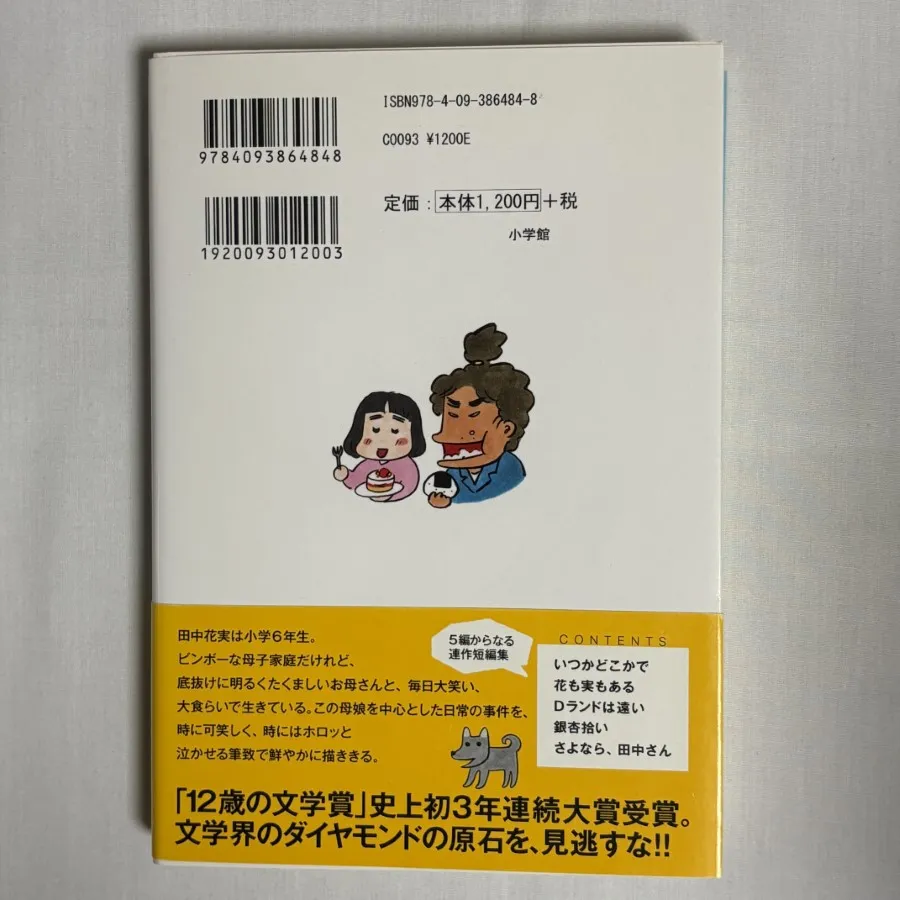 ISBN978-4-09-386484-8
9784093864848
C0093 ¥1200E
定価：本体1,200円＋税
1920093012003
小学館
田中花実は小学6年生。
ビンボーな母子家庭だけれど、
底抜けに明るくたくましいお母さんと、毎日大笑い、
大食らいで生きている。この母娘を中心とした日常の事件を、
時に可笑しく、時にはホロッと
泣かせる筆致で鮮やかに描ききる。
5編からなる
連作短編集
CONTENTS
いつかどこかで
花も実もある
Dランドは遠い
銀杏拾い
さよなら、田中さん
「12歳の文学賞」史上初3年連続大賞受賞。
文学界のダイヤモンドの原石を、見逃すな!!